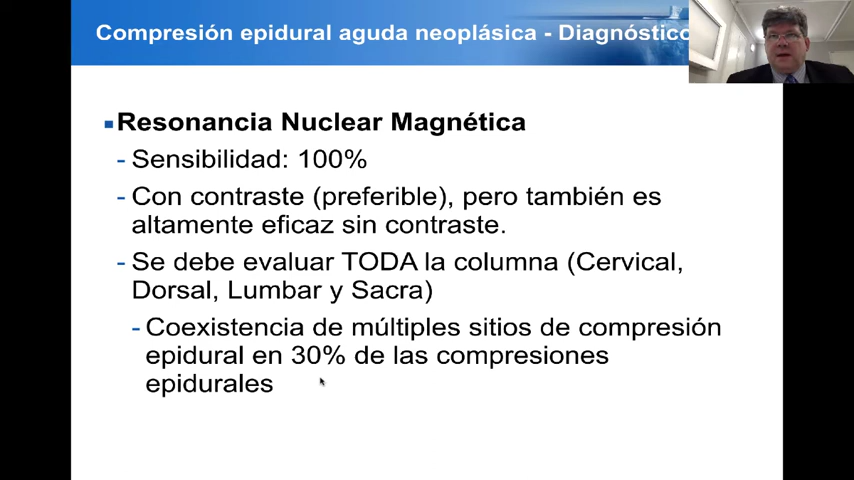 Compresión epidural aguda neoplásica - Diagnóstico
Resonancia Nuclear Magnética
- Sensibilidad: 100%
- Con contraste (preferible), pero también es
altamente eficaz sin contraste.
- Se debe evaluar TODA la columna (Cervical,
Dorsal, Lumbar y Sacra)
- Coexistencia de múltiples sitios de compresión
epidural en 30% de las compresiones
epidurales